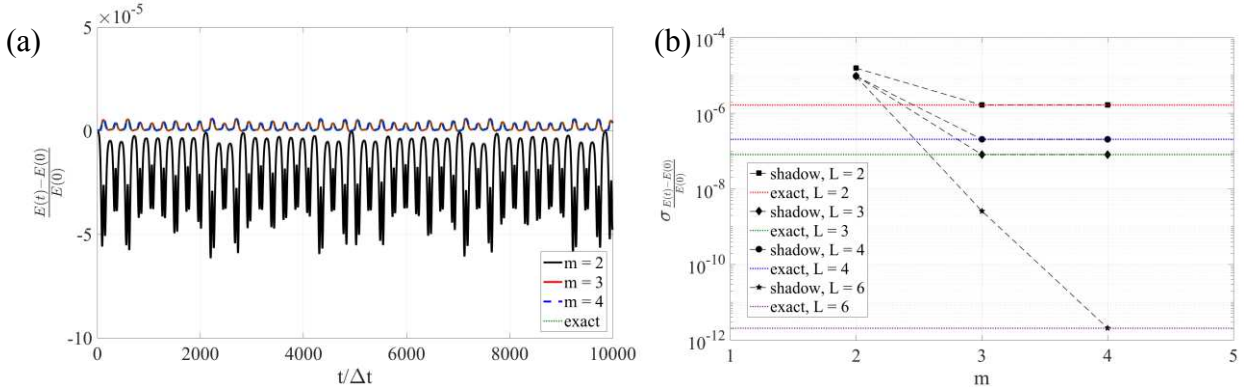 (a)
×10⁻⁵
5
0
-5
-10
E(t)−E(0)
E(0)
m = 2
m = 3
m = 4
exact
0 2000 4000 6000 8000 10000
t/Δt
(b)
10⁻⁴
10⁻⁶
10⁻⁸
10⁻¹⁰
10⁻¹²
σ E(t)−E(0)
E(0)
shadow, L = 2
exact, L = 2
shadow, L = 3
exact, L = 3
shadow, L = 4
exact, L = 4
shadow, L = 6
exact, L = 6
1 2 3 4 5
m